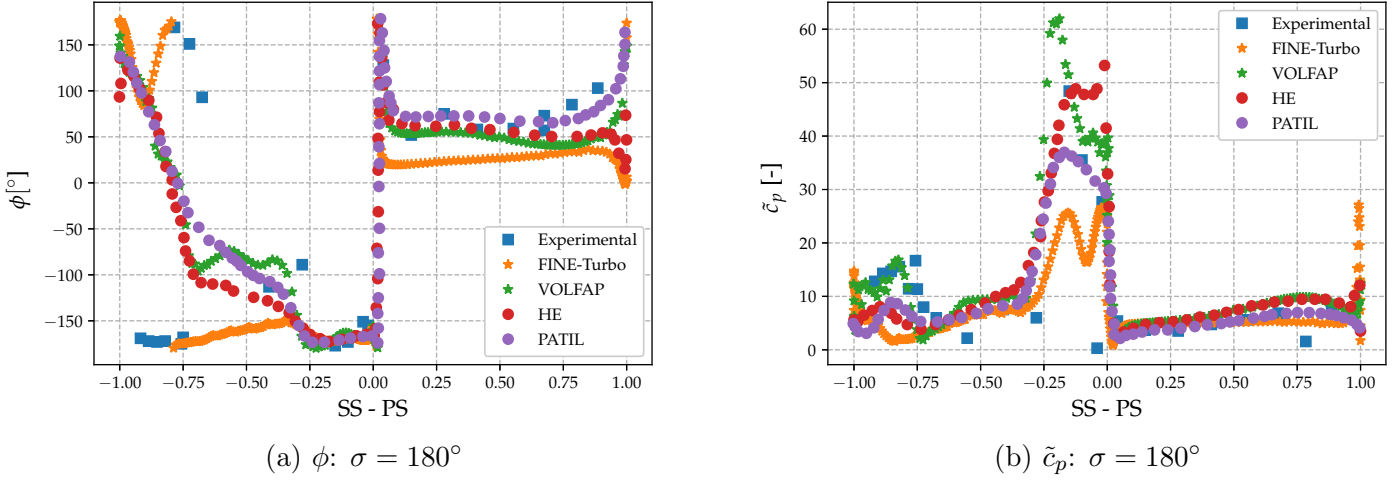 150
100
50
0
−50
−100
−150
ϕ [°]
Experimental
FINE-Turbo
VOLFAP
HE
PATIL
−1.00 −0.75 −0.50 −0.25 0.00 0.25 0.50 0.75 1.00
SS - PS
(a) ϕ: σ = 180°
60
50
40
30
20
10
0
c̃ₚ [-]
Experimental
FINE-Turbo
VOLFAP
HE
PATIL
−1.00 −0.75 −0.50 −0.25 0.00 0.25 0.50 0.75 1.00
SS - PS
(b) c̃ₚ: σ = 180°